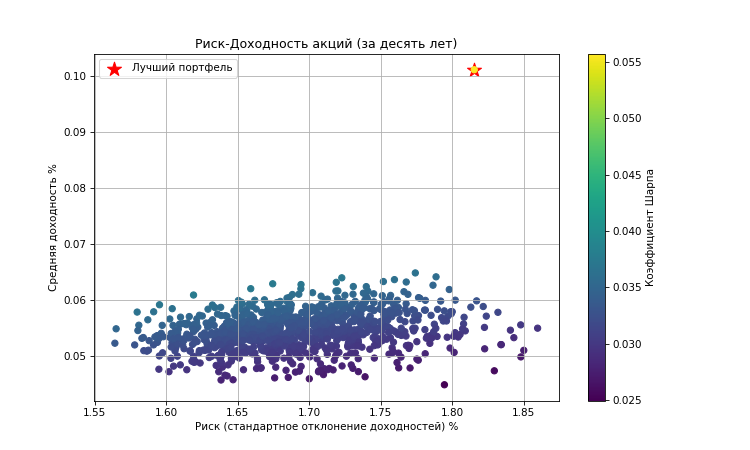 Риск-Доходность акций (за десять лет)
Лучший портфель
Средняя доходность %
0.10
0.09
0.08
0.07
0.06
0.05
1.55 1.60 1.65 1.70 1.75 1.80 1.85
Риск (стандартное отклонение доходностей) %
0.055
0.050
0.045
0.040
0.035
0.030
0.025
Коэффициент Шарпа